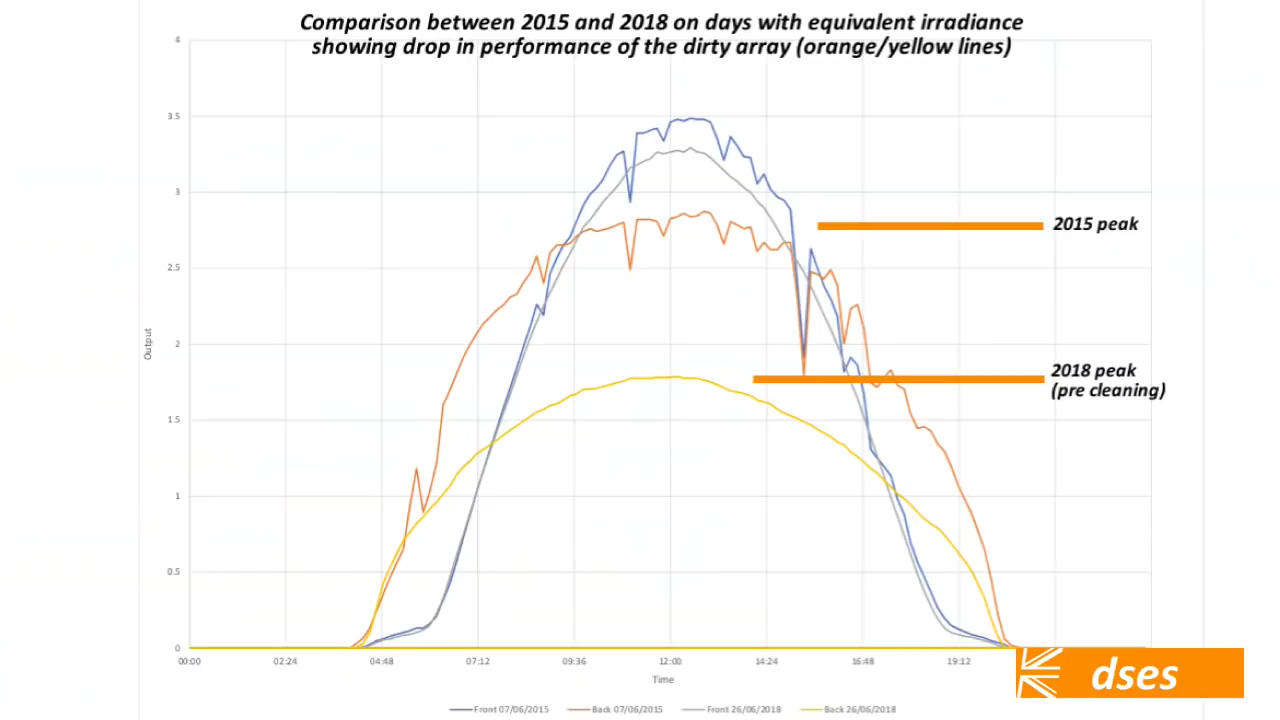 Comparison between 2015 and 2018 on days with equivalent irradiance
showing drop in performance of the dirty array (orange/yellow lines)
4
3.5
3
2.5
2
1.5
1
0.5
0
Output
2015 peak
2018 peak
(pre cleaning)
00:00 02:24 04:48 07:12 09:36 12:00 14:24 16:48 19:12
Time
dses
Front 07/06/2015 Back 07/06/2015 Front 26/06/2018 Back 26/06/2018